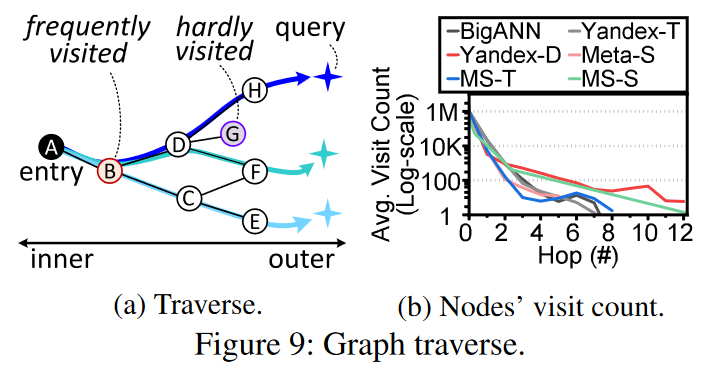 frequently visited
hardly visited
query
A
entry
B
C
D
E
F
G
H
inner
outer
(a) Traverse.
BigANN
Yandex-T
Yandex-D
Meta-S
MS-T
MS-S
Avg. Visit Count
(Log-scale)
1M
10K
100
1
0
2
4
6
8
10
12
Hop (#)
(b) Nodes' visit count.
Figure 9: Graph traverse.